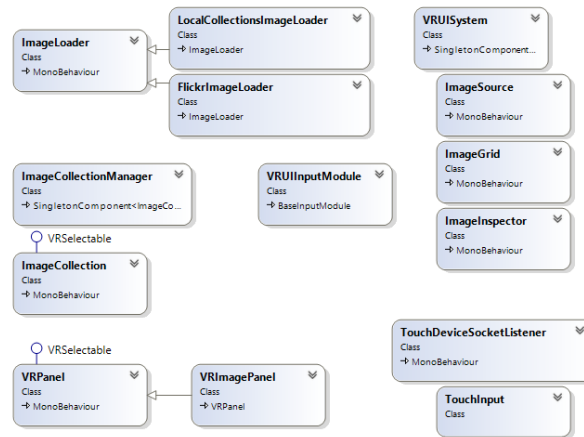 ImageLoader
Class
MonoBehaviour
LocalCollectionsImageLoader
Class
ImageLoader
FlickrImageLoader
Class
ImageLoader
VRUISystem
Class
SingletonComponent...
ImageSource
Class
MonoBehaviour
ImageGrid
Class
MonoBehaviour
ImageInspector
Class
MonoBehaviour
ImageCollectionManager
Class
SingletonComponent<ImageCo...
VRUIInputModule
Class
BaseInputModule
VRSelectable
ImageCollection
Class
MonoBehaviour
VRSelectable
VRPanel
Class
MonoBehaviour
VRImagePanel
Class
VRPanel
TouchDeviceSocketListener
Class
MonoBehaviour
TouchInput
Class